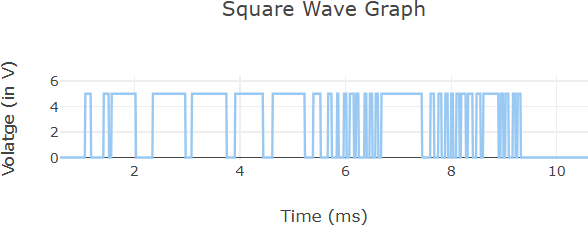 Square Wave Graph
Volatge (in V)
6
4
2
0
2 4 6 8 10
Time (ms)